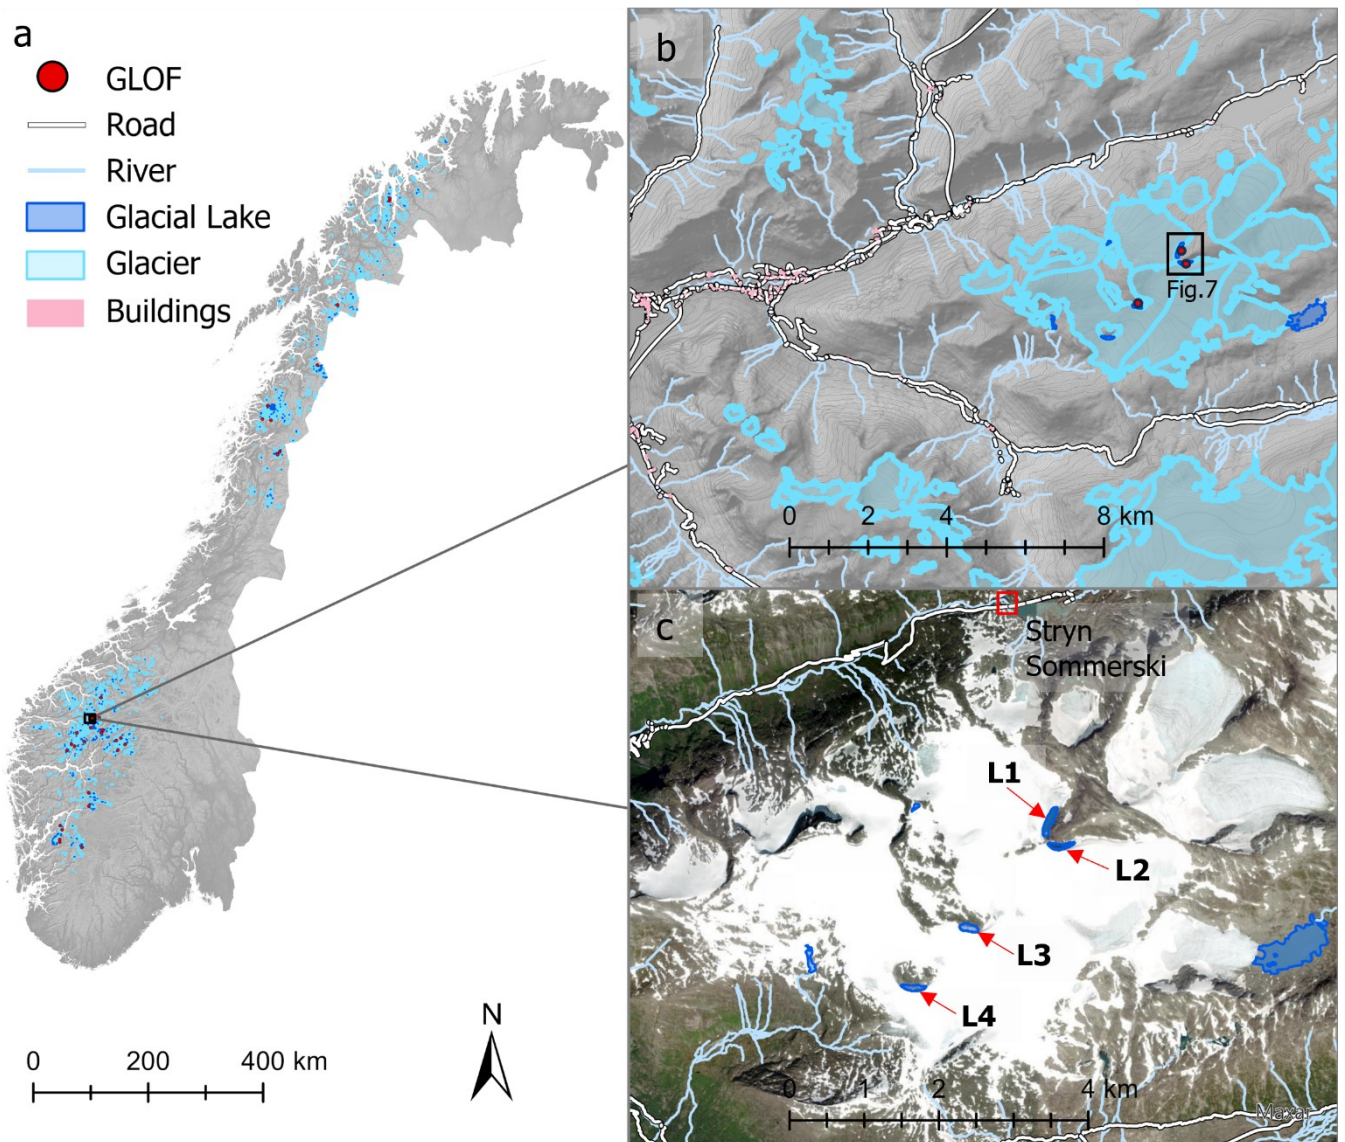 a
GLOF
Road
River
Glacial Lake
Glacier
Buildings
N
0 200 400 km
b
Fig.7
0 2 4 8 km
c
Stryn
Sommerski
L1
L2
L3
L4
0 2 4 km
Maxar